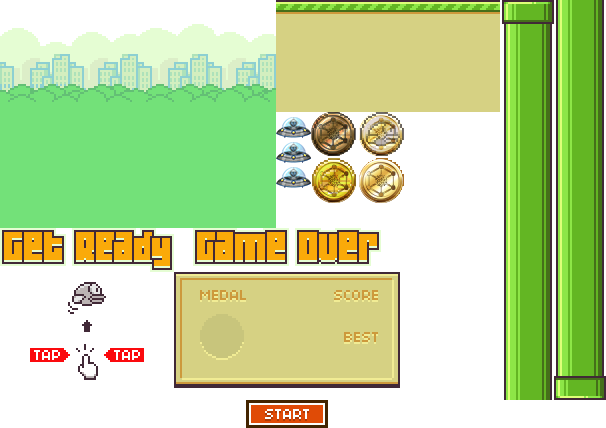 Get Ready
Game Over
MEDAL
SCORE
BEST
TAP
TAP
START